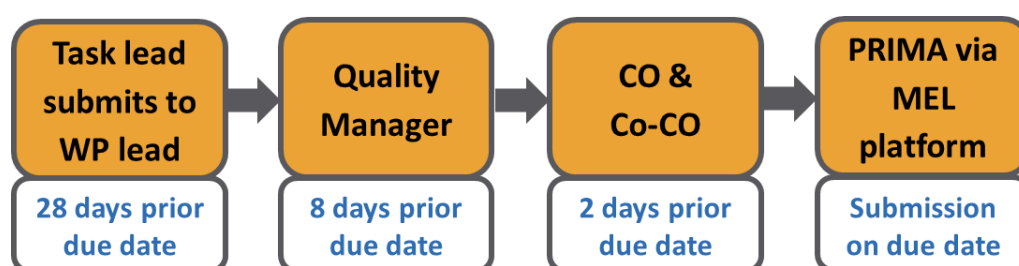 Task lead
submits to
WP lead
28 days prior
due date
Quality
Manager
8 days prior
due date
CO &
Co-CO
2 days prior
due date
PRIMA via
MEL
platform
Submission
on due date